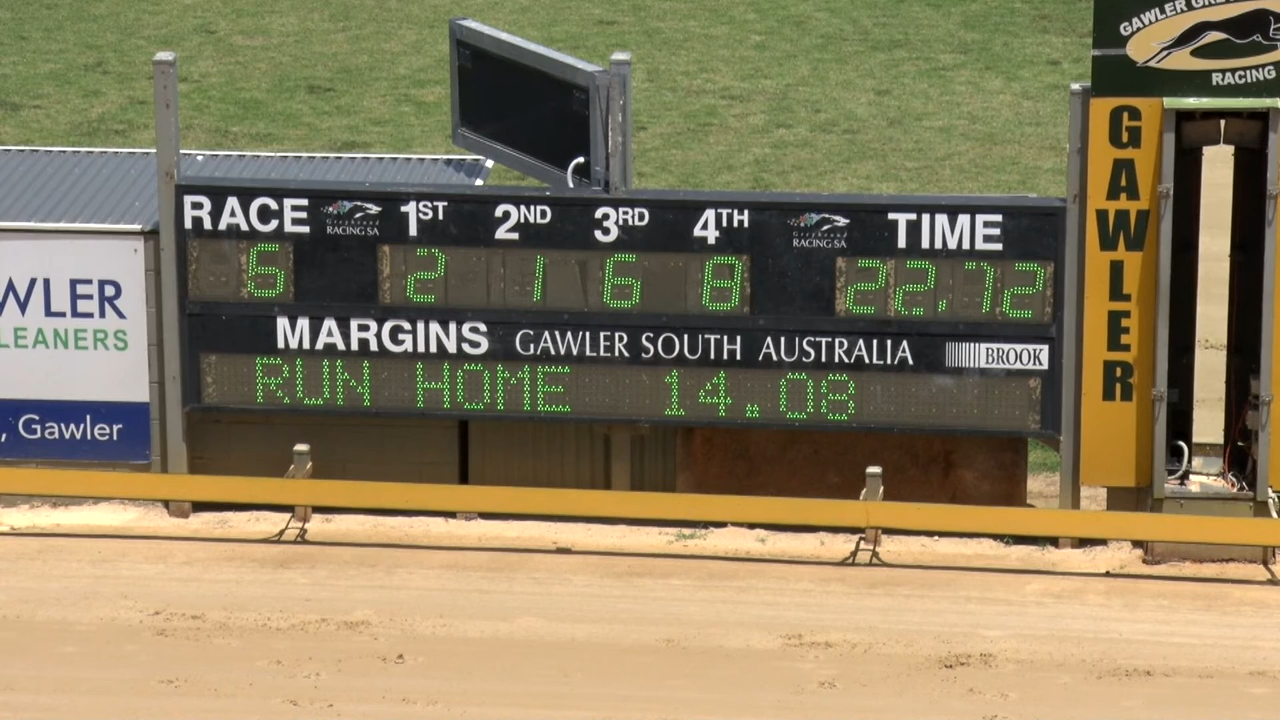 GAWLER GRE
RACING
GAWLER
RACE
Greyhound
RACING SA
1ST
2ND
3RD
4TH
Greyhound
RACING SA
TIME
2
1
6
8
22.72
MARGINS
GAWLER SOUTH AUSTRALIA
BROOK
RUN HOME 14.08
WLER
LEANERS
, Gawler